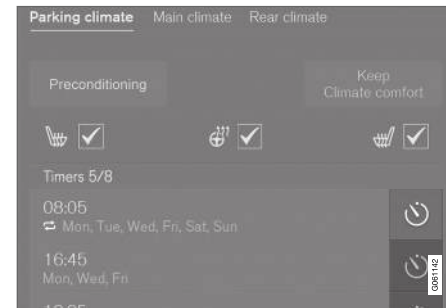 Parking climate Main climate Rear climate
Preconditioning
Keep
Climate comfort
Timers 5/8
08:05
Mon, Tue, Wed, Fri, Sat, Sun
16:45
Mon, Wed, Fri
G061142